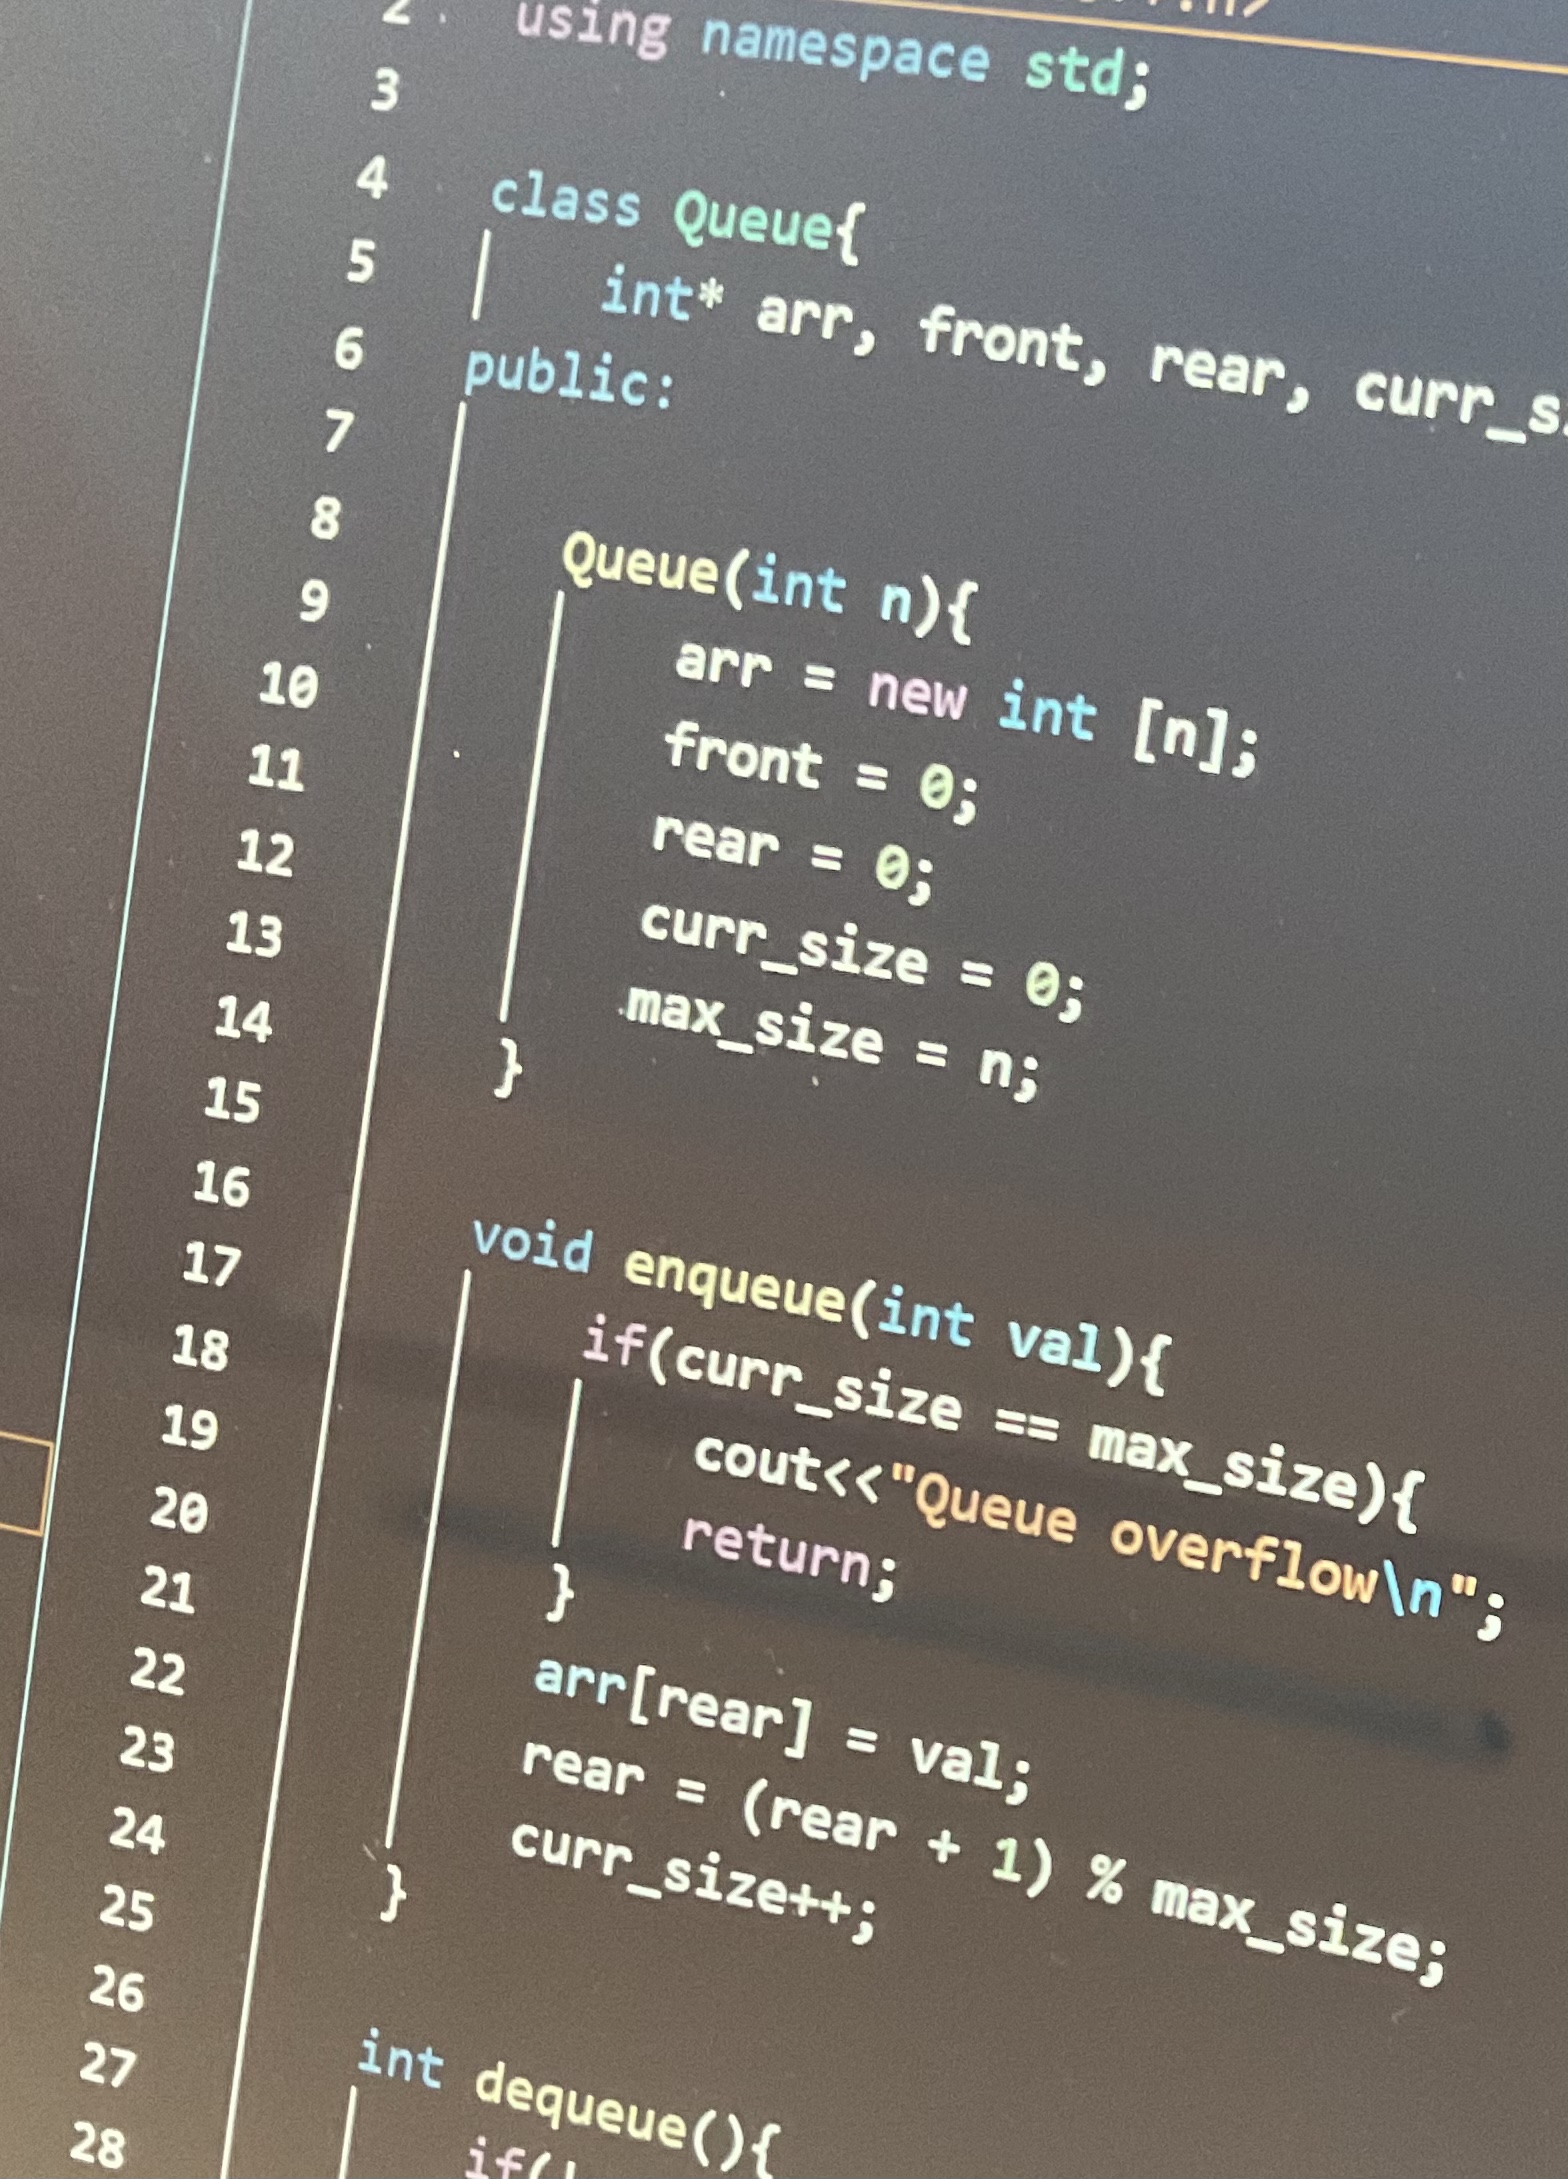 2 using namespace std;
3
4 class Queue{
5 int* arr, front, rear,
6 public:
7
8 Queue(int n){
9 arr = new int [n];
10 front = 0;
11 rear = 0;
12 curr_size = 0;
13 max_size = n;
14 }
15
16
17 void enqueue(int val){
18 if(curr_size == max_size){
19 cout<<"Queue overflow\n";
20 return;
21 }
22 arr[rear] = val;
23 rear = (rear + 1) % max_size;
24 curr_size++;
25 }
26
27 int dequeue(){
28 if(